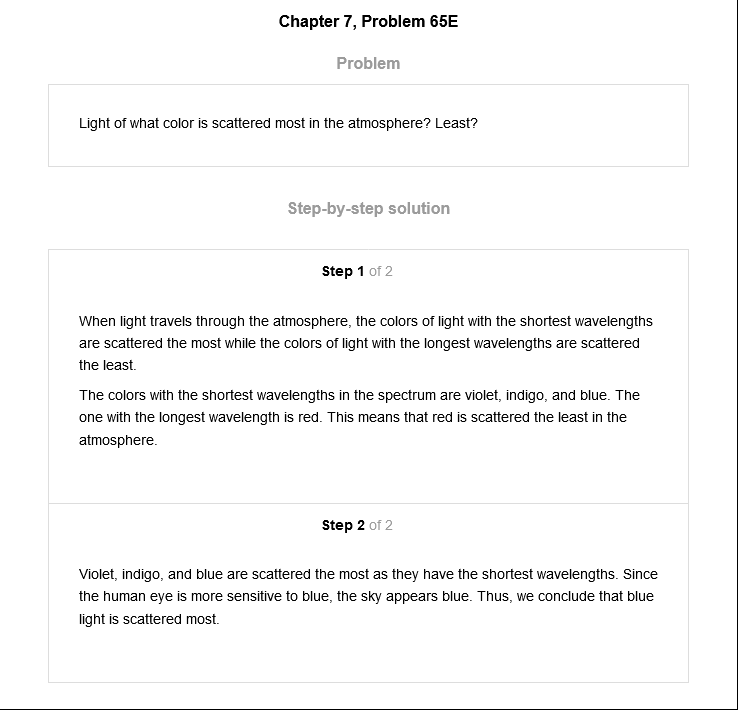 Chapter 7, Problem 65E
Problem
Light of what color is scattered most in the atmosphere? Least?
Step-by-step solution
Step 1 of 2
When light travels through the atmosphere, the colors of light with the shortest wavelengths
are scattered the most while the colors of light with the longest wavelengths are scattered
the least.
The colors with the shortest wavelengths in the spectrum are violet, indigo, and blue. The
one with the longest wavelength is red. This means that red is scattered the least in the
atmosphere.
Step 2 of 2
Violet, indigo, and blue are scattered the most as they have the shortest wavelengths. Since
the human eye is more sensitive to blue, the sky appears blue. Thus, we conclude that blue
light is scattered most.